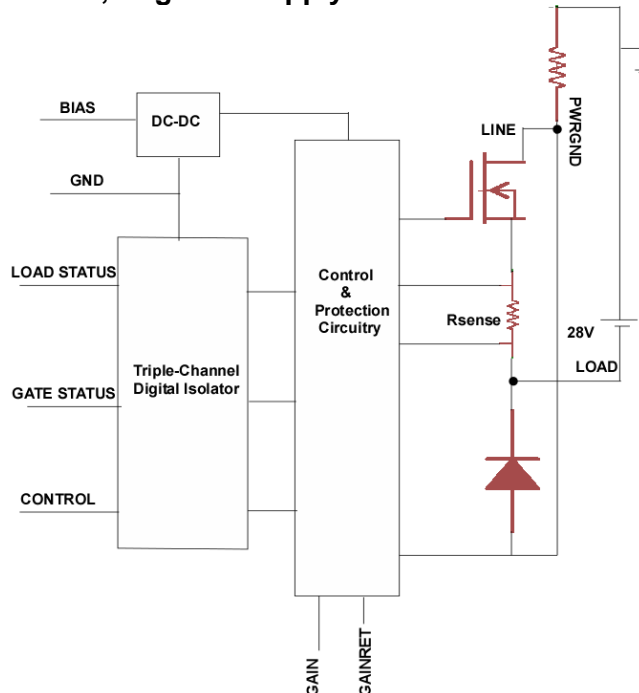 BIAS
DC-DC
LINE
PWRGND
GND
LOAD STATUS
Control
&
Protection
Circuitry
Rsense
28V
LOAD
Triple-Channel
Digital Isolator
GATE STATUS
CONTROL
GAIN
GAINRET